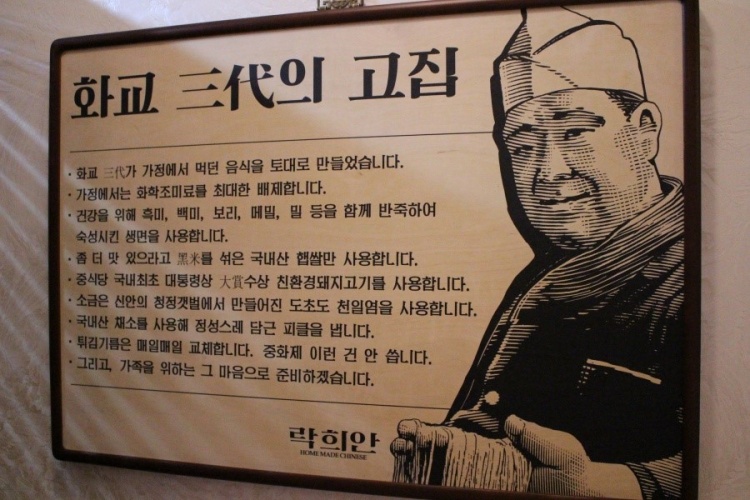 화교 三代의 고집
· 화교 三代가 가정에서 먹던 음식을 토대로 만들었습니다.
· 가정에서는 화학조미료를 최대한 배제합니다.
· 건강을 위해 흑미, 백미, 보리, 메밀, 밀 등을 함께 반죽하여
숙성시킨 생면을 사용합니다.
· 좀 더 맛 있으라고 黑米를 섞은 국내산 햅쌀만 사용합니다.
· 중식당 국내최초 대통령상 大賞수상 친환경돼지고기를 사용합니다.
· 소금은 신안의 청정갯벌에서 만들어진 도초도 천일염을 사용합니다.
· 국내산 채소를 사용해 정성스레 담근 피클을 냅니다.
· 튀김기름은 매일매일 교체합니다. 중화제 이런 건 안 씁니다.
· 그리고, 가족을 위하는 그 마음으로 준비하겠습니다.
락희안
HOME MADE CHINESE